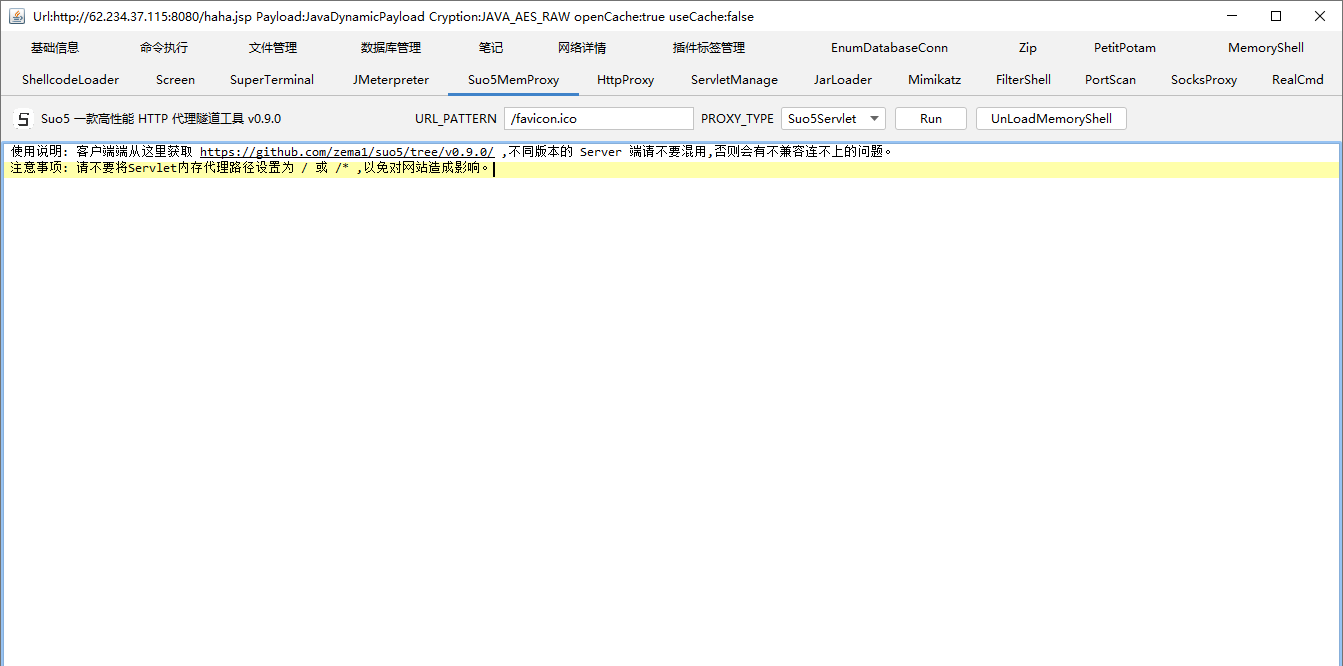 Url:http://62.234.37.115:8080/haha.jsp Payload:JavaDynamicPayload Cryption:JAVA_AES_RAW openCache:true useCache:false
基础信息 命令执行 文件管理 数据库管理 笔记 网络详情 插件标签管理 EnumDatabaseConn Zip PetitPotam MemoryShell
ShellcodeLoader Screen SuperTerminal JMeterpreter Suo5MemProxy HttpProxy ServletManage JarLoader Mimikatz FilterShell PortScan SocksProxy RealCmd
Suo5 一款高性能 HTTP 代理隧道工具 v0.9.0 URL_PATTERN /favicon.ico PROXY_TYPE Suo5Servlet Run UnLoadMemoryShell
使用说明: 客户端端从这里获取 https://github.com/zema1/suo5/tree/v0.9.0/ ,不同版本的 Server 端请不要混用,否则会有不兼容连不上的问题。
注意事项: 请不要将Servlet内存代理路径设置为 / 或 /* ,以免对网站造成影响。